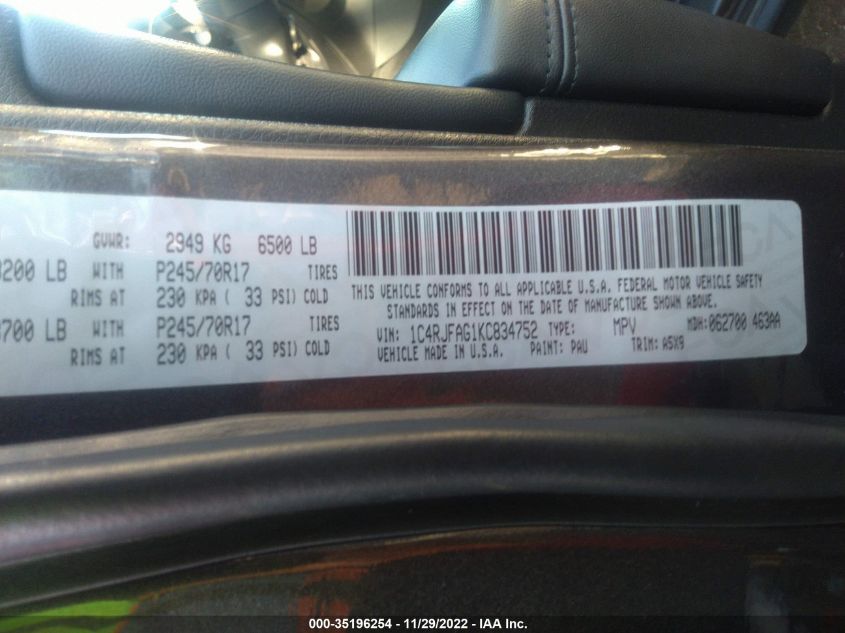 GVWR: 2949 KG 6500 LB
200 LB WITH P245/70R17 TIRES
RIMS AT 230 KPA ( 33 PSI) COLD
700 LB WITH P245/70R17 TIRES
RIMS AT 230 KPA ( 33 PSI) COLD
THIS VEHICLE CONFORMS TO ALL APPLICABLE U.S.A. FEDERAL MOTOR VEHICLE SAFETY
STANDARDS IN EFFECT ON THE DATE OF MANUFACTURE SHOWN ABOVE.
VIN: 1C4RJFAG1KC834752 TYPE: MPV MDH:062700 463AA
VEHICLE MADE IN U.S.A. PAINT: PAU TRIM: A5X9
000-35196254 - 11/29/2022 - IAA Inc.